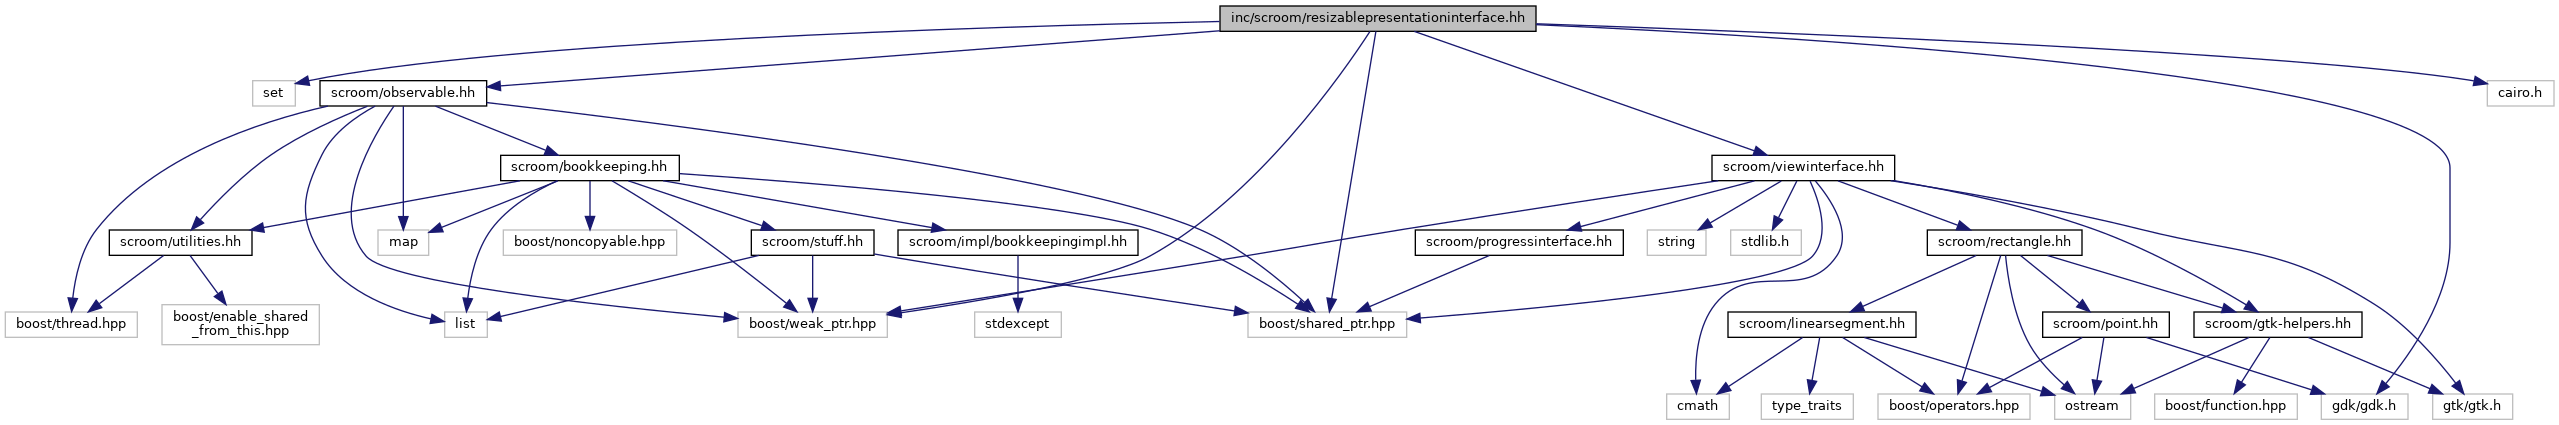 inc/scroom/resizablepresentationinterface.hh
set
scroom/observable.hh
cairo.h
scroom/bookkeeping.hh
scroom/viewinterface.hh
scroom/utilities.hh
map
boost/noncopyable.hpp
scroom/stuff.hh
scroom/impl/bookkeepingimpl.hh
scroom/progressinterface.hh
string
stdlib.h
scroom/rectangle.hh
boost/thread.hpp
boost/enable_shared
_from_this.hpp
list
boost/weak_ptr.hpp
stdexcept
boost/shared_ptr.hpp
scroom/linearsegment.hh
scroom/point.hh
scroom/gtk-helpers.hh
cmath
type_traits
boost/operators.hpp
ostream
boost/function.hpp
gdk/gdk.h
gtk/gtk.h